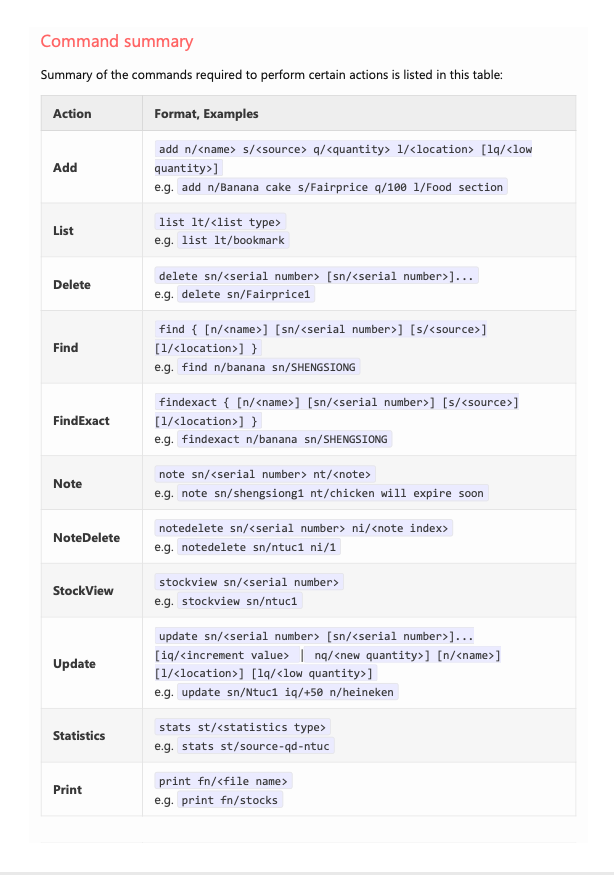 Command summary
Summary of the commands required to perform certain actions is listed in this table:
Action Format, Examples
Add
add n/<name> s/<source> q/<quantity> l/<location> [lq/<low
quantity>]
e.g. add n/Banana cake s/Fairprice q/100 l/Food section
List
list lt/<list type>
e.g. list lt/bookmark
Delete
delete sn/<serial number> [sn/<serial number>]...
e.g. delete sn/Fairprice1
Find
find { [n/<name>] [sn/<serial number>] [s/<source>]
[l/<location>] }
e.g. find n/banana sn/SHENGSIONG
FindExact
findexact { [n/<name>] [sn/<serial number>] [s/<source>]
[l/<location>] }
e.g. findexact n/banana sn/SHENGSIONG
Note
note sn/<serial number> nt/<note>
e.g. note sn/shengsiong1 nt/chicken will expire soon
NoteDelete
notedelete sn/<serial number> ni/<note index>
e.g. notedelete sn/ntuc1 ni/1
StockView
stockview sn/<serial number>
e.g. stockview sn/ntuc1
Update
update sn/<serial number> [sn/<serial number>]...
[iq/<increment value> | nq/<new quantity>] [n/<name>]
[l/<location>] [lq/<low quantity>]
e.g. update sn/Ntuc1 iq/+50 n/heineken
Statistics
stats st/<statistics type>
e.g. stats st/source-qd-ntuc
Print
print fn/<file name>
e.g. print fn/stocks